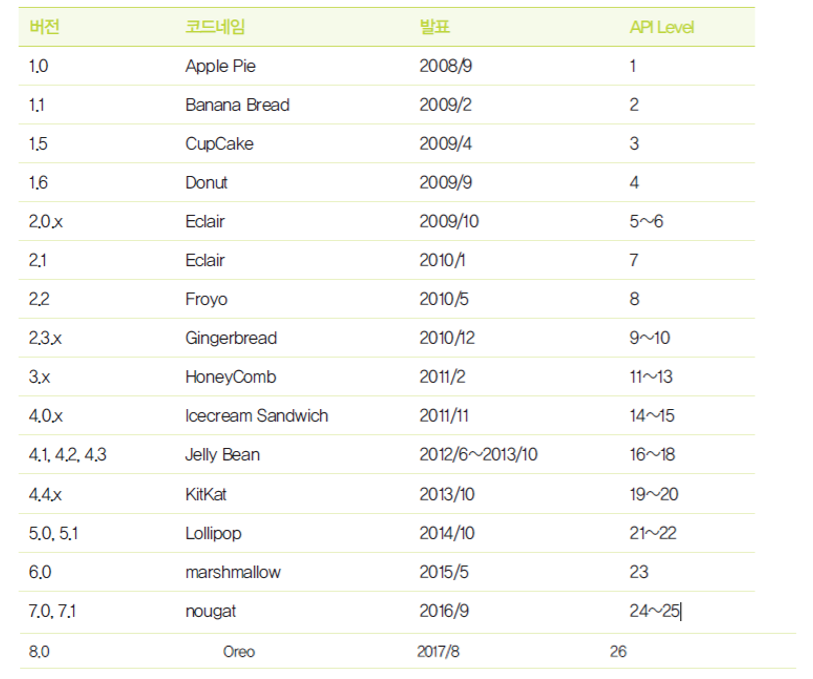 버전 코드네임 발표 API Level
1.0 Apple Pie 2008/9 1
1.1 Banana Bread 2009/2 2
1.5 CupCake 2009/4 3
1.6 Donut 2009/9 4
2.0.x Eclair 2009/10 5~6
2.1 Eclair 2010/1 7
2.2 Froyo 2010/5 8
2.3.x Gingerbread 2010/12 9~10
3.x HoneyComb 2011/2 11~13
4.0.x Icecream Sandwich 2011/11 14~15
4.1, 4.2, 4.3 Jelly Bean 2012/6~2013/10 16~18
4.4.x KitKat 2013/10 19~20
5.0, 5.1 Lollipop 2014/10 21~22
6.0 marshmallow 2015/5 23
7.0, 7.1 nougat 2016/9 24~25
8.0 Oreo 2017/8 26